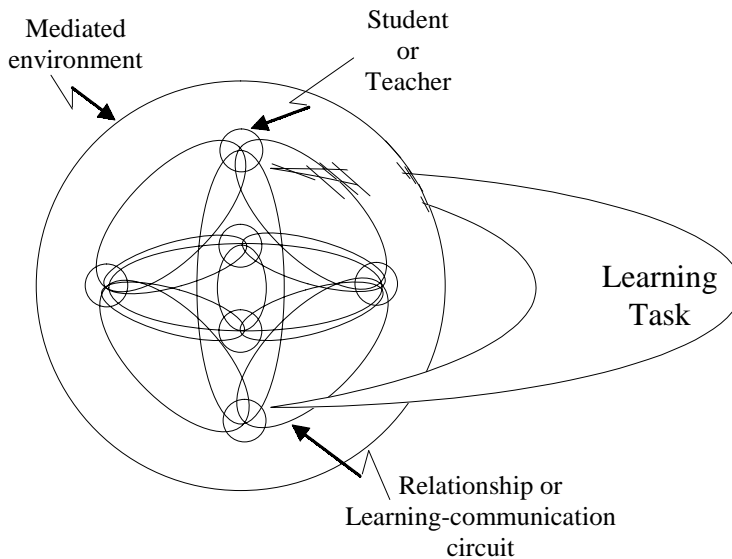 Mediated
environment
Student
or
Teacher
Learning
Task
Relationship or
Learning-communication
circuit